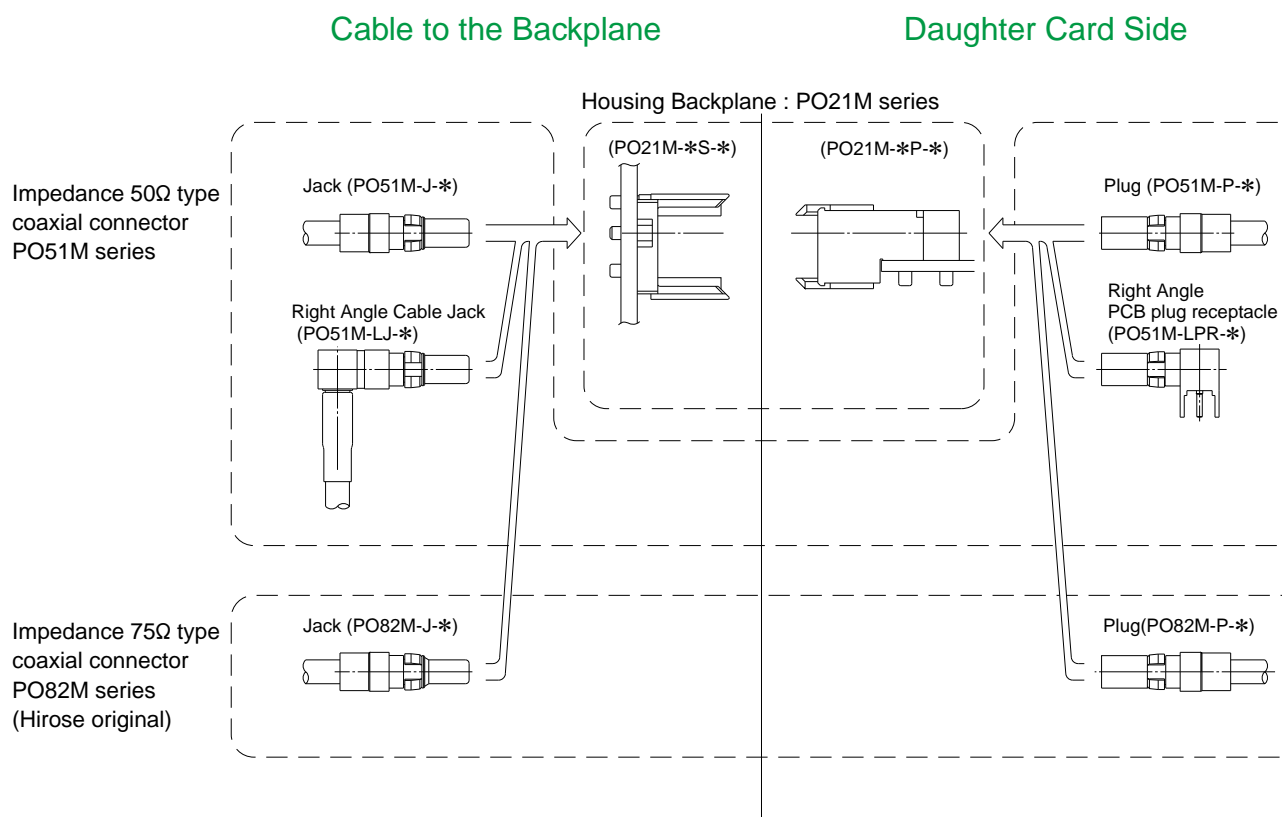 Cable to the Backplane
Daughter Card Side
Housing Backplane : PO21M series
(PO21M-✻S-✻)
(PO21M-✻P-✻)
Impedance 50Ω type
coaxial connector
PO51M series
Jack (PO51M-J-✻)
Plug (PO51M-P-✻)
Right Angle Cable Jack
(PO51M-LJ-✻)
Right Angle
PCB plug receptacle
(PO51M-LPR-✻)
Impedance 75Ω type
coaxial connector
PO82M series
(Hirose original)
Jack (PO82M-J-✻)
Plug(PO82M-P-✻)